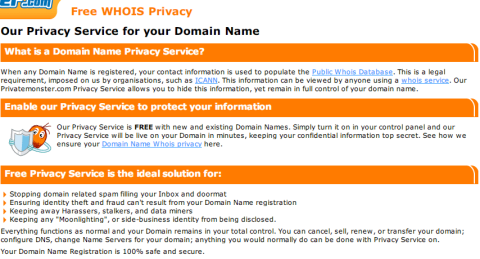 Free WHOIS Privacy
Our Privacy Service for your Domain Name
What is a Domain Name Privacy Service?
When any Domain Name is registered, your contact information is used to populate the Public Whois Database. This is a legal
requirement, imposed on us by organisations, such as ICANN. This information can be viewed by anyone using a whois service. Our
Privatemonster.com Privacy Service allows you to hide this information, yet remain in full control of your domain name.
Enable our Privacy Service to protect your information
Our Privacy Service is FREE with new and existing Domain Names. Simply turn it on in your control panel and our
Privacy Service will be live on your Domain in minutes, keeping your confidential information top secret. See how we
ensure your Domain Name Whois privacy here.
Free Privacy Service is the ideal solution for:
Stopping domain related spam filling your Inbox and doormat
Ensuring identity theft and fraud can't result from your Domain Name registration
Keeping away Harassers, stalkers, and data miners
Keeping any "Moonlighting", or side-business identity from being disclosed.
Everything functions as normal and your Domain remains in your total control. You can cancel, sell, renew, or transfer your domain;
configure DNS, change Name Servers for your domain; anything you would normally do can be done with Privacy Service on.
Your Domain Name Registration is 100% safe and secure.